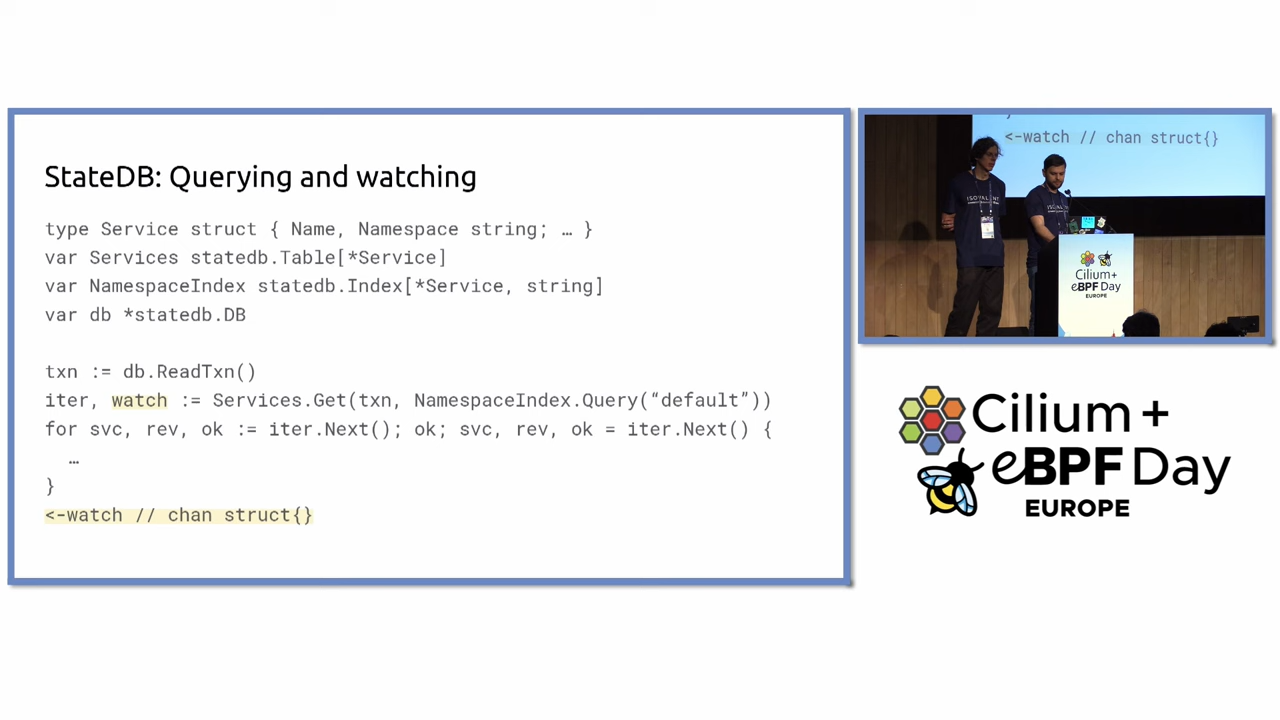 StateDB: Querying and watching
type Service struct { Name, Namespace string; … }
var Services statedb.Table[*Service]
var NamespaceIndex statedb.Index[*Service, string]
var db *statedb.DB
txn := db.ReadTxn()
iter, watch := Services.Get(txn, NamespaceIndex.Query(“default”))
for svc, rev, ok := iter.Next(); ok; svc, rev, ok = iter.Next() {
…
}
<-watch // chan struct{}
<-watch // chan struct{}
Cilium+
eBPF Day
EUROPE
Cilium +
eBPF Day
EUROPE